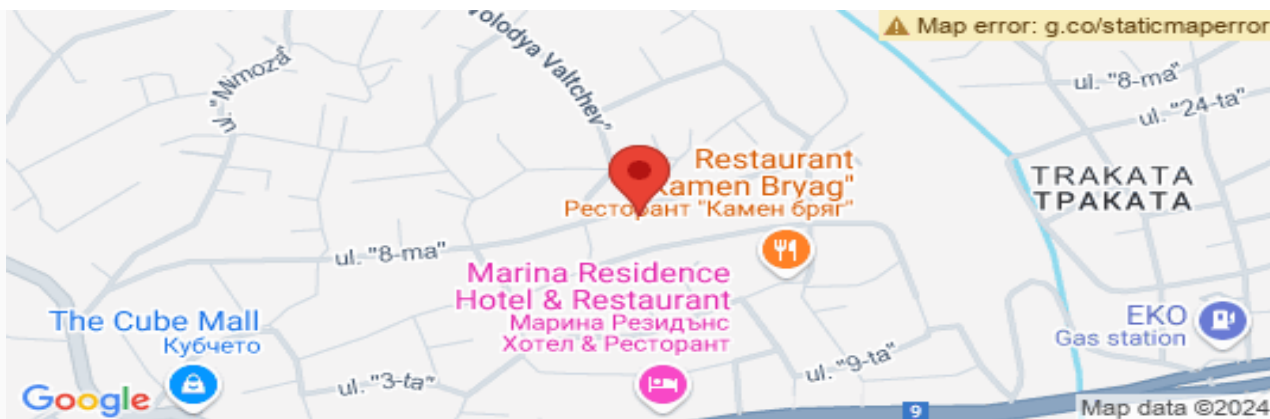 Map error: g.co/staticmaperror
Volodya Valtchev"
ul. "Mimoza"
ul. "8-ma"
ul. "24-ta"
Restaurant
"Kamen Bryag"
Ресторант "Камен бряг"
TRAKATA
ТРАКАТА
ul. "8-ma"
Marina Residence
Hotel & Restaurant
Марина Резидънс
Хотел & Ресторант
The Cube Mall
Кубчето
EKO
Gas station
ul. "9-ta"
ul. "3-ta"
Google
9
Map data ©2024